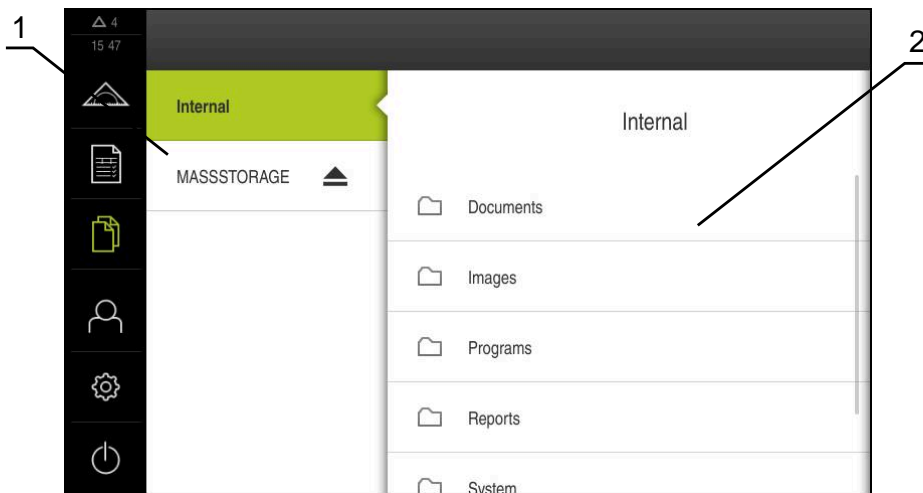 1
2
4
15 47
Internal
MASSSTORAGE
Internal
Documents
Images
Programs
Reports
System